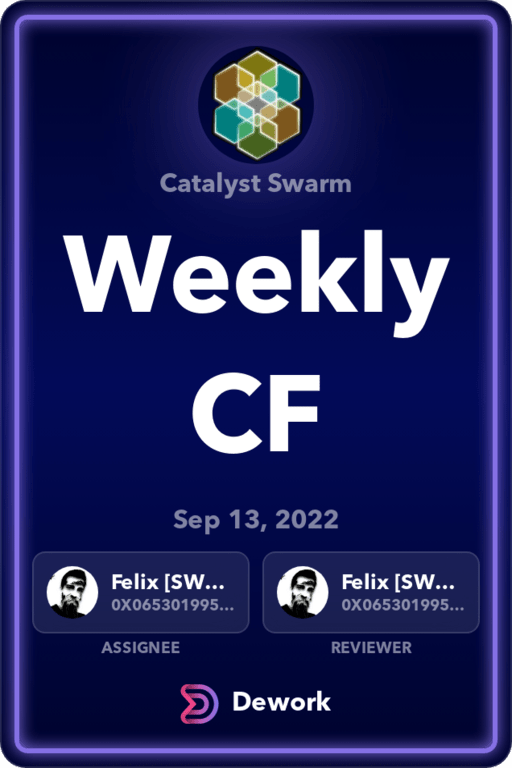 Catalyst Swarm
Weekly
CF
Sep 13, 2022
Felix [SW...
0X065301995...
ASSIGNEE
Felix [SW...
0X065301995...
REVIEWER
Dework